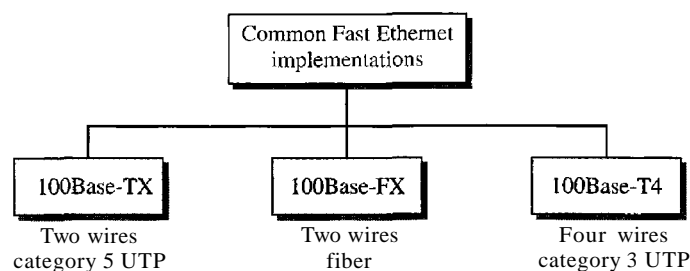 Common Fast Ethernet
implementations
100Base-TX
100Base-FX
100Base-T4
Two wires
category 5 UTP
Two wires
fiber
Four wires
category 3 UTP